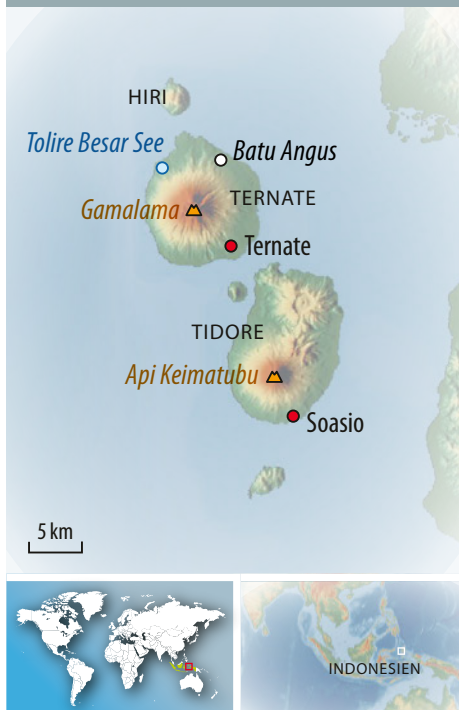 HIRI
Tolire Besar See
Batu Angus
Gamalama
TERNATE
Ternate
TIDORE
Api Keimatubu
Soasio
5 km
INDONESIEN